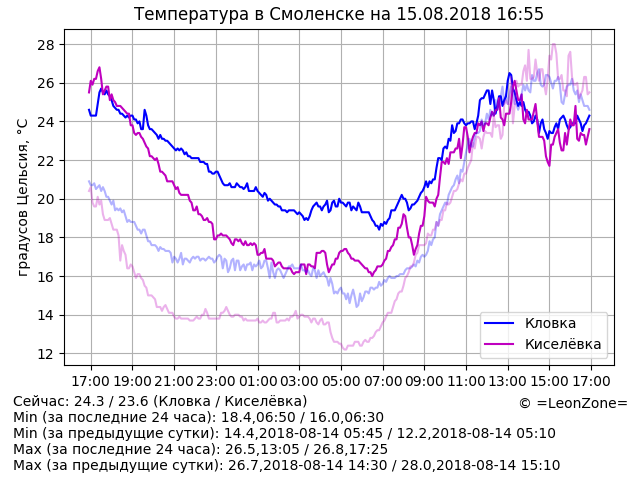 Температура в Смоленске на 15.08.2018 16:55
градусов Цельсия, °C
28
26
24
22
20
18
16
14
12
17:00 19:00 21:00 23:00 01:00 03:00 05:00 07:00 09:00 11:00 13:00 15:00 17:00
Кловка
Киселёвка
Сейчас: 24.3 / 23.6 (Кловка / Киселёвка)
© =LeonZone=
Min (за последние 24 часа): 18.4,06:50 / 16.0,06:30
Min (за предыдущие сутки): 14.4,2018-08-14 05:45 / 12.2,2018-08-14 05:10
Max (за последние 24 часа): 26.5,13:05 / 26.8,17:25
Max (за предыдущие сутки): 26.7,2018-08-14 14:30 / 28.0,2018-08-14 15:10